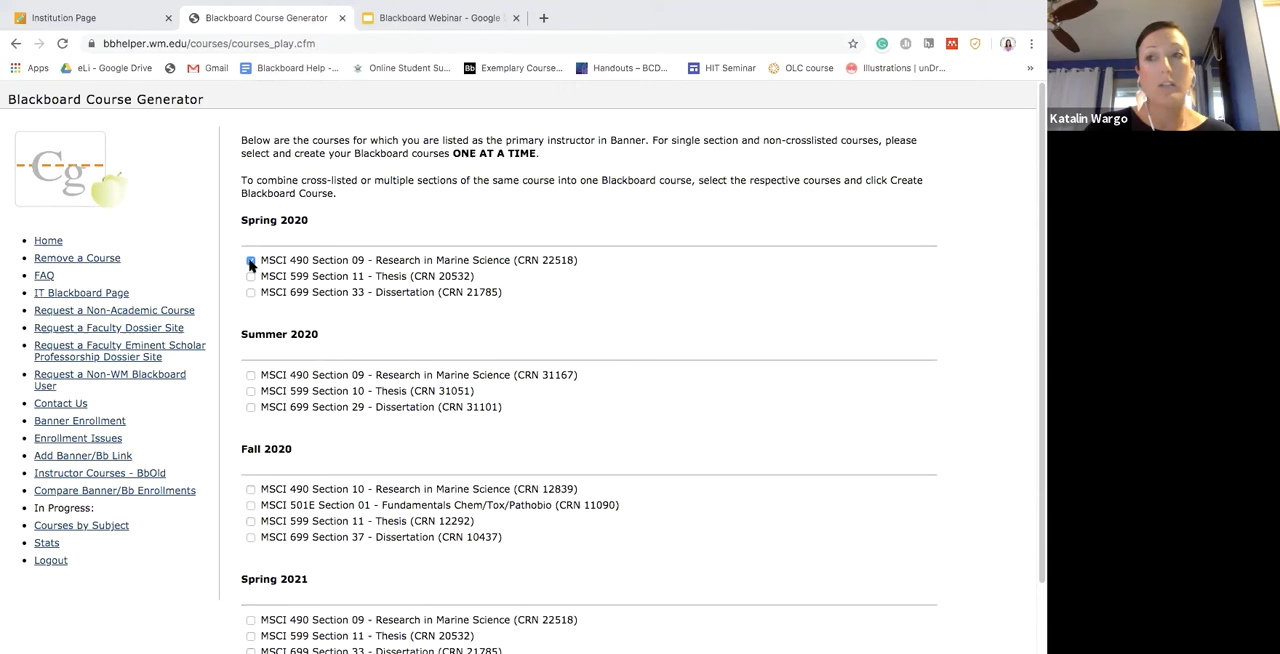 Institution Page
Blackboard Course Generator
Blackboard Webinar - Google
bbhelper.wm.edu/courses/courses_play.cfm
Apps
eLi - Google Drive
Gmail
Blackboard Help -...
Online Student Su...
Bb Exemplary Course...
Handouts – BCD...
HIT Seminar
OLC course
Illustrations | unDr...
»
Blackboard Course Generator
Cg
Home
Remove a Course
FAQ
IT Blackboard Page
Request a Non-Academic Course
Request a Faculty Dossier Site
Request a Faculty Eminent Scholar
Professorship Dossier Site
Request a Non-WM Blackboard
User
Contact Us
Banner Enrollment
Enrollment Issues
Add Banner/Bb Link
Instructor Courses - BbOld
Compare Banner/Bb Enrollments
In Progress:
Courses by Subject
Stats
Logout
Below are the courses for which you are listed as the primary instructor in Banner. For single section and non-crosslisted courses, please
select and create your Blackboard courses ONE AT A TIME.
To combine cross-listed or multiple sections of the same course into one Blackboard course, select the respective courses and click Create
Blackboard Course.
Spring 2020
MSCI 490 Section 09 - Research in Marine Science (CRN 22518)
MSCI 599 Section 11 - Thesis (CRN 20532)
MSCI 699 Section 33 - Dissertation (CRN 21785)
Summer 2020
MSCI 490 Section 09 - Research in Marine Science (CRN 31167)
MSCI 599 Section 10 - Thesis (CRN 31051)
MSCI 699 Section 29 - Dissertation (CRN 31101)
Fall 2020
MSCI 490 Section 10 - Research in Marine Science (CRN 12839)
MSCI 501E Section 01 - Fundamentals Chem/Tox/Pathobio (CRN 11090)
MSCI 599 Section 11 - Thesis (CRN 12292)
MSCI 699 Section 37 - Dissertation (CRN 10437)
Spring 2021
MSCI 490 Section 09 - Research in Marine Science (CRN 22518)
MSCI 599 Section 11 - Thesis (CRN 20532)
MSCI 699 Section 33 - Dissertation (CRN 21785)
Katalin Wargo